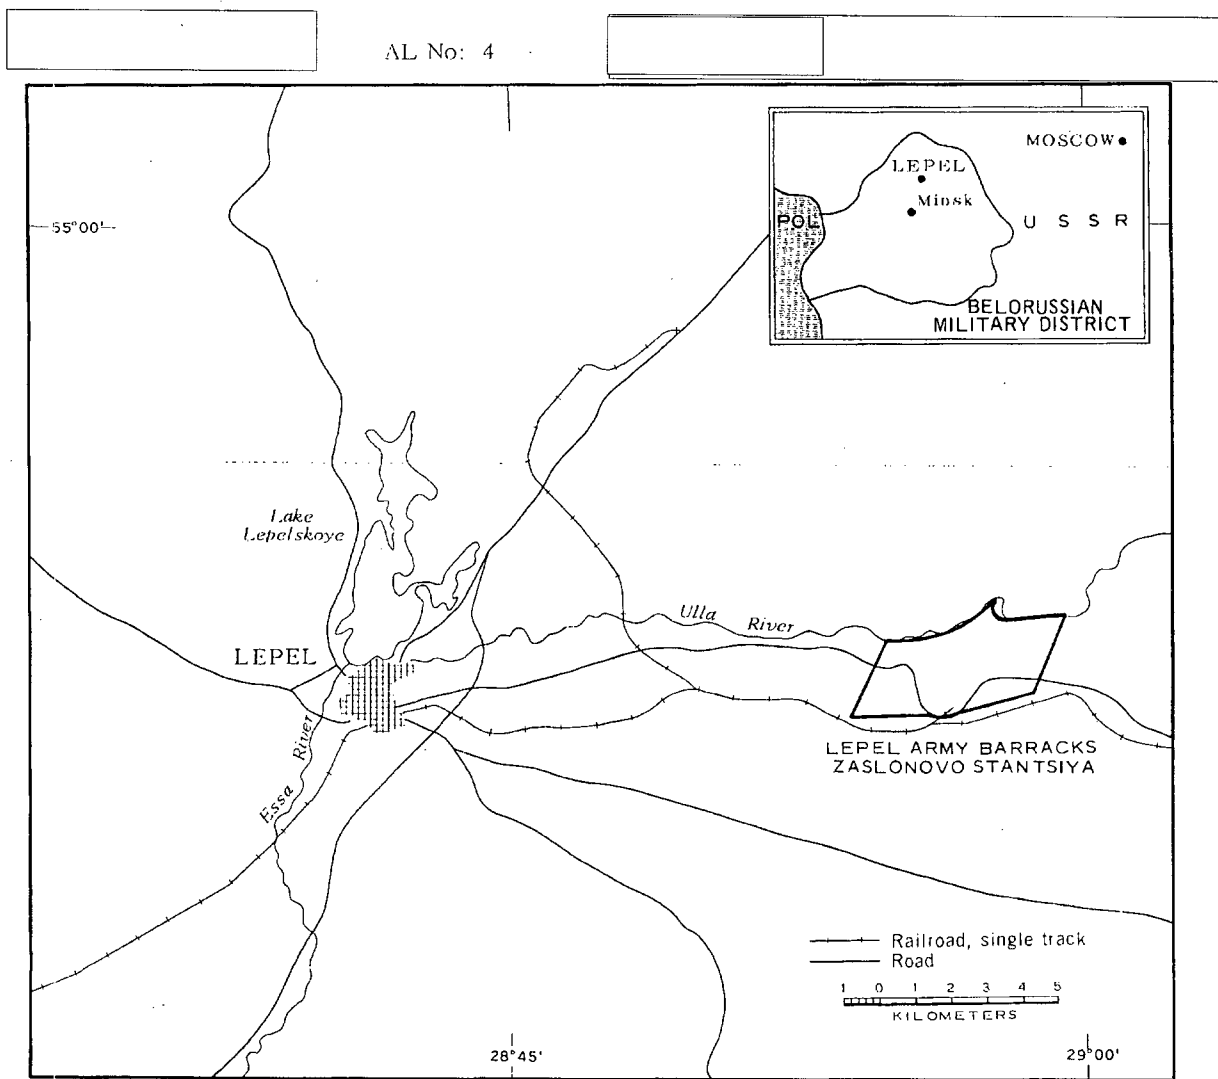 AL No: 4
MOSCOW
LEPEL
Minsk
POL
U S S R
BELORUSSIAN
MILITARY DISTRICT
55°00'
Lake
Lepelskoye
Ulla River
LEPEL
Essa River
LEPEL ARMY BARRACKS
ZASLONOVO STANTSIYA
Railroad, single track
Road
1 0 1 2 3 4 5
KILOMETERS
28°45'
29°00'